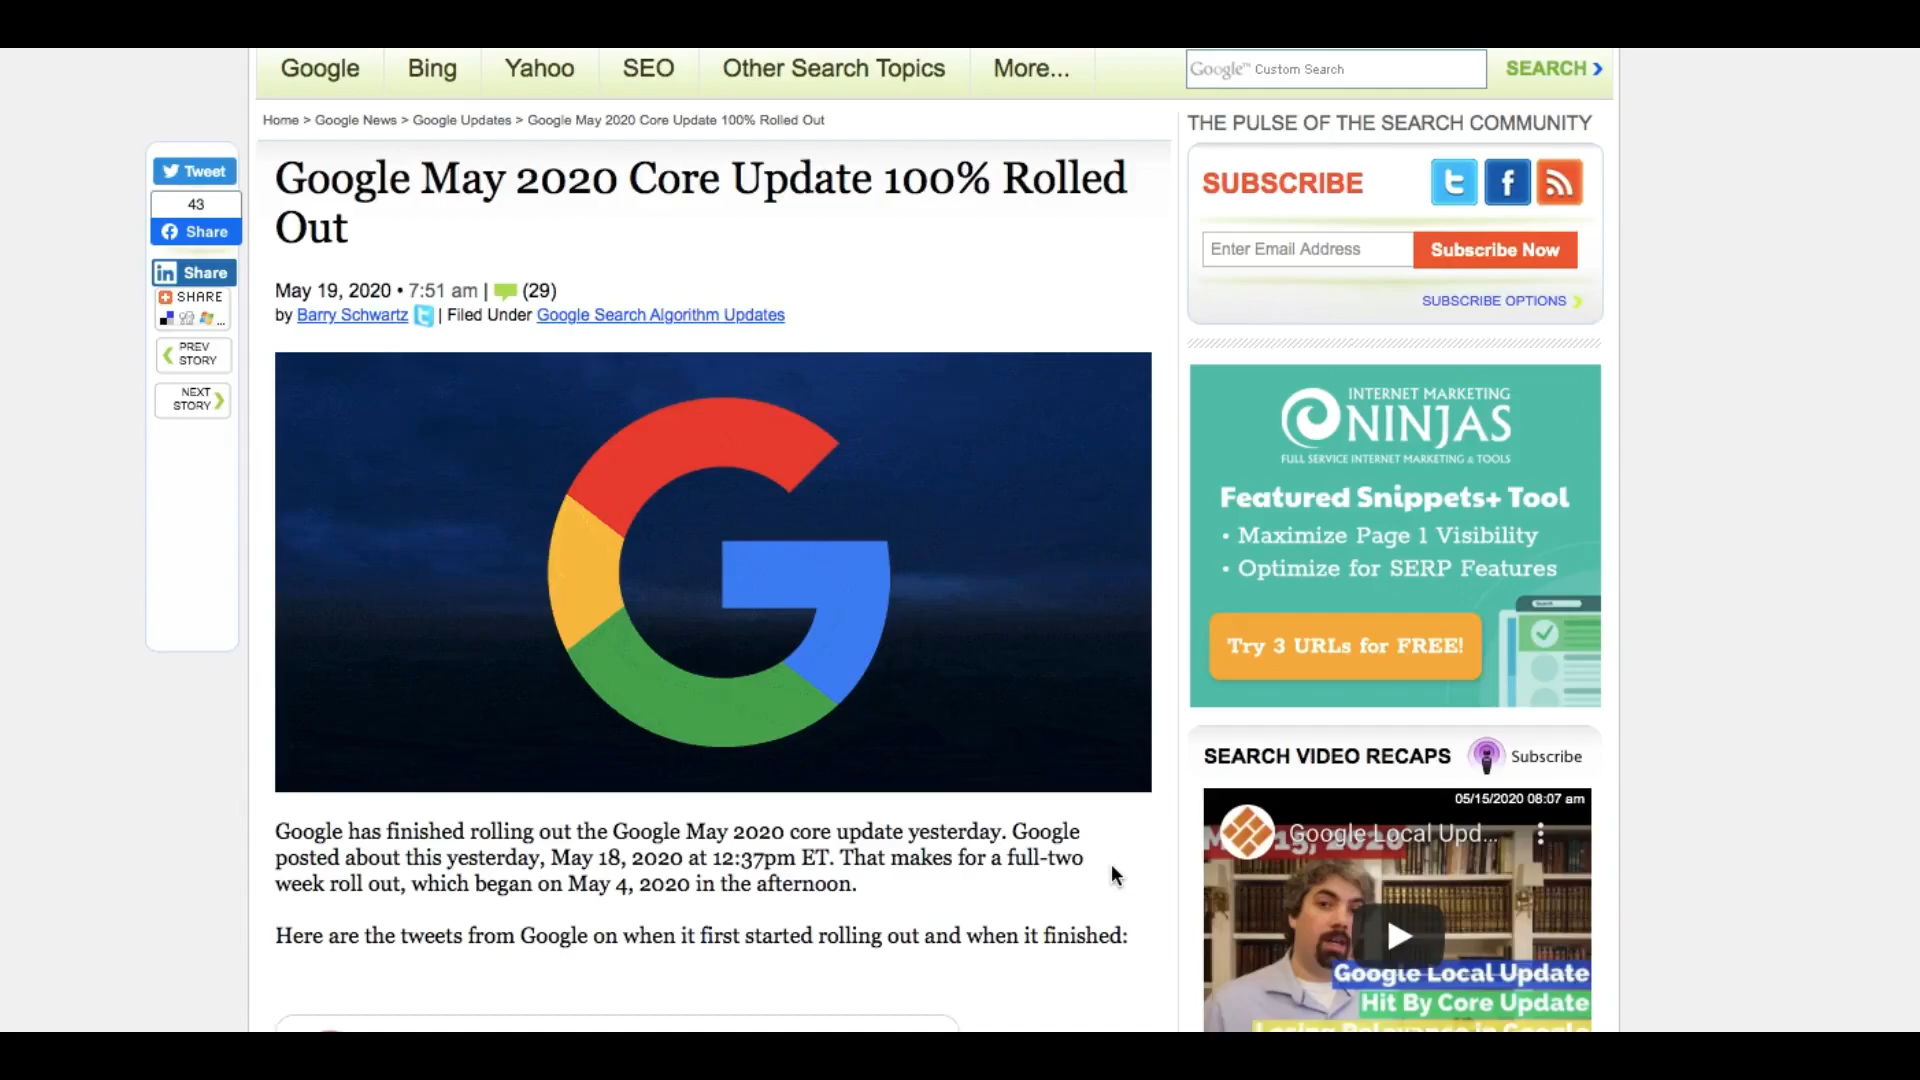 Google Bing Yahoo SEO Other Search Topics More...
Google™ Custom Search SEARCH
Home > Google News > Google Updates > Google May 2020 Core Update 100% Rolled Out
Tweet
43
Share
Share
SHARE
...
PREV
STORY
NEXT
STORY
Google May 2020 Core Update 100% Rolled
Out
May 19, 2020 • 7:51 am | (29)
by Barry Schwartz | Filed Under Google Search Algorithm Updates
Google has finished rolling out the Google May 2020 core update yesterday. Google
posted about this yesterday, May 18, 2020 at 12:37pm ET. That makes for a full-two
week roll out, which began on May 4, 2020 in the afternoon.
Here are the tweets from Google on when it first started rolling out and when it finished:
THE PULSE OF THE SEARCH COMMUNITY
SUBSCRIBE
Enter Email Address Subscribe Now
SUBSCRIBE OPTIONS
INTERNET MARKETING
NINJAS
FULL SERVICE INTERNET MARKETING & TOOLS
Featured Snippets+ Tool
• Maximize Page 1 Visibility
• Optimize for SERP Features
Try 3 URLs for FREE!
SEARCH VIDEO RECAPS Subscribe
05/15/2020 08:07 am
Google Local Upd...
Google Local Update
Hit By Core Update
Losing Relevance in Google